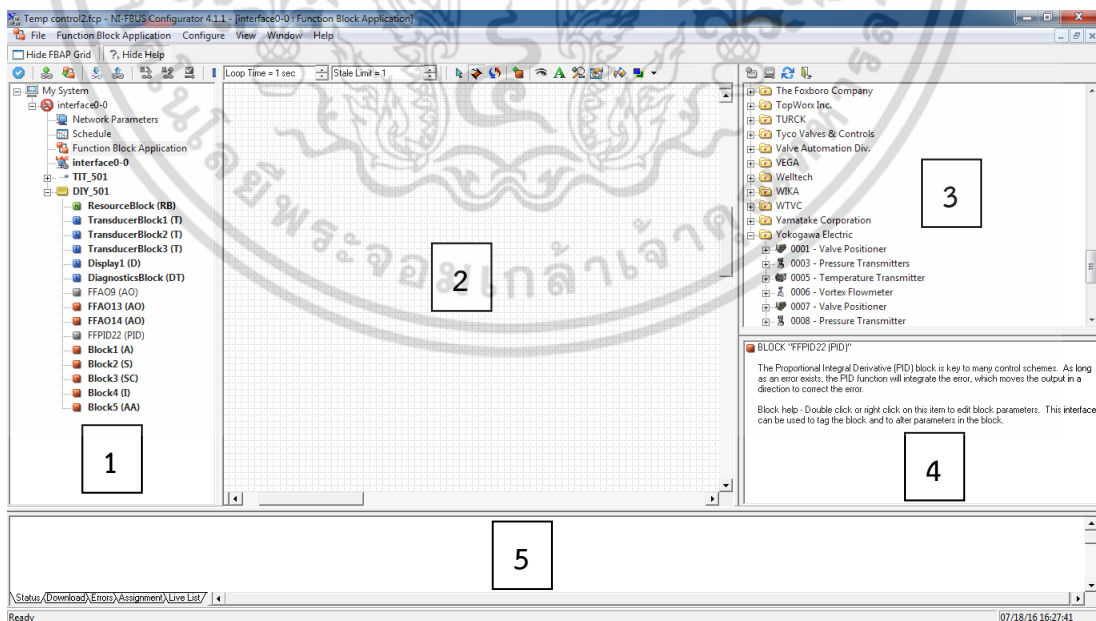 Temp control2.fcp - NI-FBUS Configurator 4.1.1 - [interface0-0 : Function Block Application]
File Function Block Application Configure View Window Help
Hide FBAP Grid ?, Hide Help
Loop Time = 1 sec Stale Limit = 1
My System
interface0-0
Network Parameters
Schedule
Function Block Application
interface0-0
TIT_501
DIY_501
ResourceBlock (RB)
TransducerBlock1 (T)
TransducerBlock2 (T)
TransducerBlock3 (T)
Display1 (D)
DiagnosticsBlock (DT)
FFAO9 (AO)
FFAO13 (AO)
FFAO14 (AO)
FFPID22 (PID)
Block1 (A)
Block2 (S)
Block3 (SC)
Block4 (I)
Block5 (AA)
1
2
The Foxboro Company
TopWorx Inc.
TURCK
Tyco Valves & Controls
Valve Automation Div.
VEGA
Welltech
WIKA
WTVC
Yamatake Corporation
Yokogawa Electric
0001 - Valve Positioner
0003 - Pressure Transmitters
0005 - Temperature Transmitter
0006 - Vortex Flowmeter
0007 - Valve Positioner
0008 - Pressure Transmitter
3
BLOCK "FFPID22 (PID)"
The Proportional Integral Derivative (PID) block is key to many control schemes. As long
as an error exists, the PID function will integrate the error, which moves the output in a
direction to correct the error.
Block help - Double click or right click on this item to edit block parameters. This interface
can be used to tag the block and to alter parameters in the block.
4
5
Status Download Errors Assignment Live List
Ready 07/18/16 16:27:41